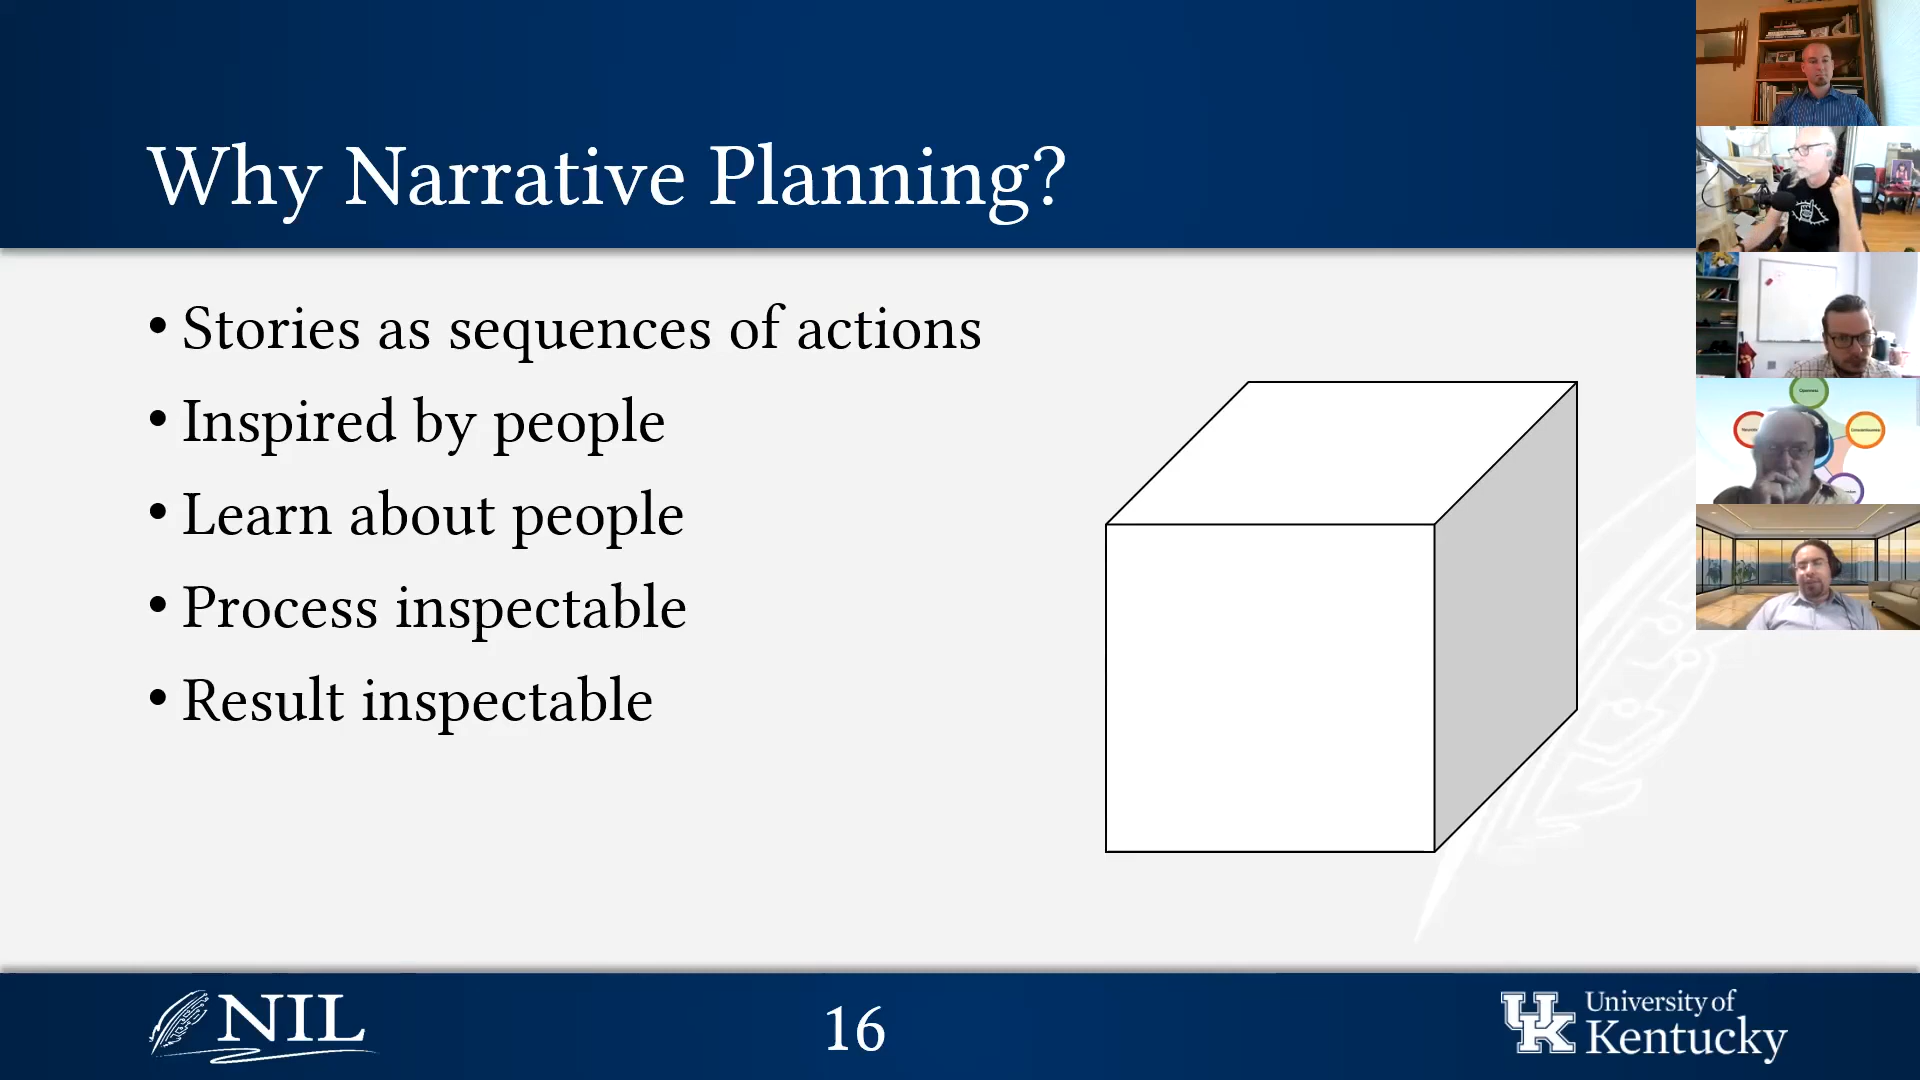 Why Narrative Planning?
• Stories as sequences of actions
• Inspired by people
• Learn about people
• Process inspectable
• Result inspectable
NIL
16
UK
University of
Kentucky